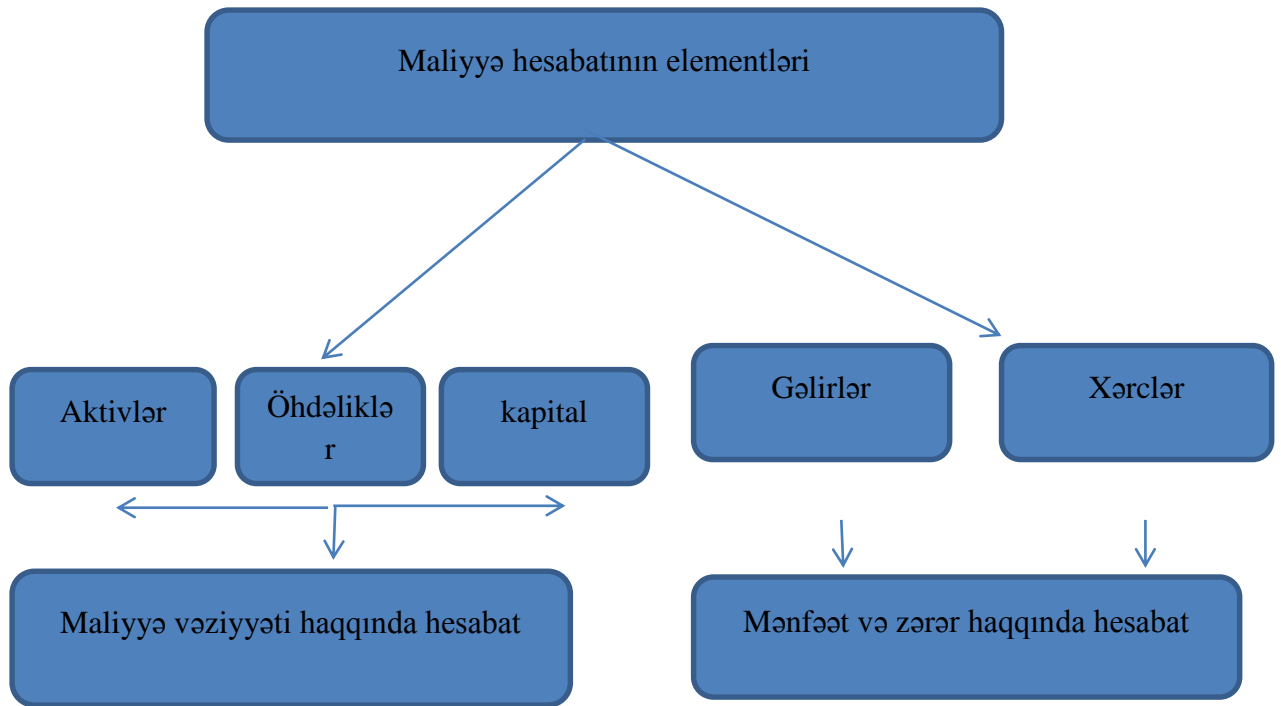 Maliyyə hesabatının elementləri
Aktivlər
Öhdəliklə
r
kapital
Gəlirlər
Xərclər
Maliyyə vəziyyəti haqqında hesabat
Mənfəət və zərər haqqında hesabat